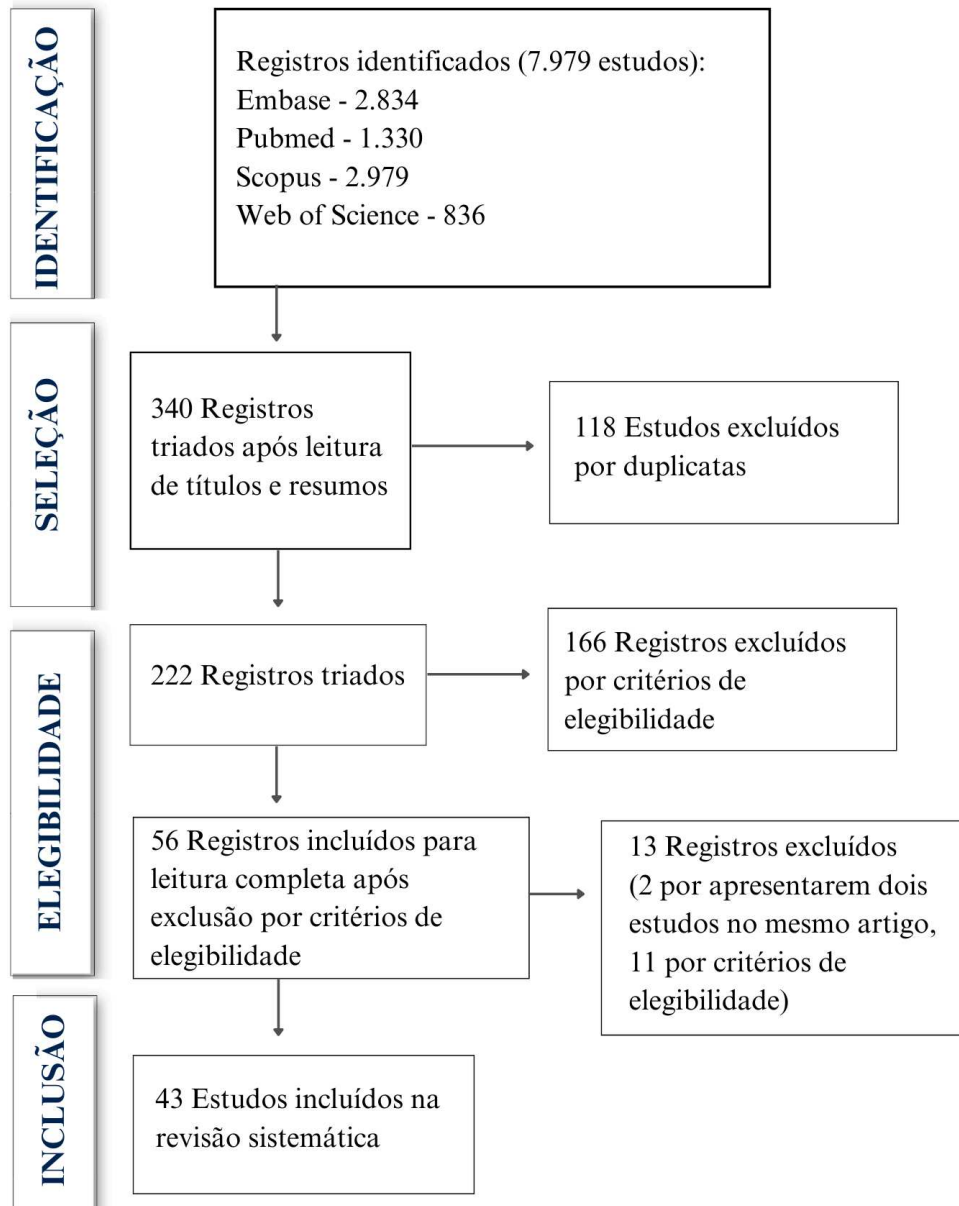 IDENTIFICAÇÃO
Registros identificados (7.979 estudos):
Embase - 2.834
Pubmed - 1.330
Scopus - 2.979
Web of Science - 836
SELEÇÃO
340 Registros
triados após leitura
de títulos e resumos
118 Estudos excluídos
por duplicatas
ELEGIBILIDADE
222 Registros triados
166 Registros excluídos
por critérios de
elegibilidade
56 Registros incluídos para
leitura completa após
exclusão por critérios de
elegibilidade
13 Registros excluídos
(2 por apresentarem dois
estudos no mesmo artigo,
11 por critérios de
elegibilidade)
INCLUSÃO
43 Estudos incluídos na
revisão sistemática